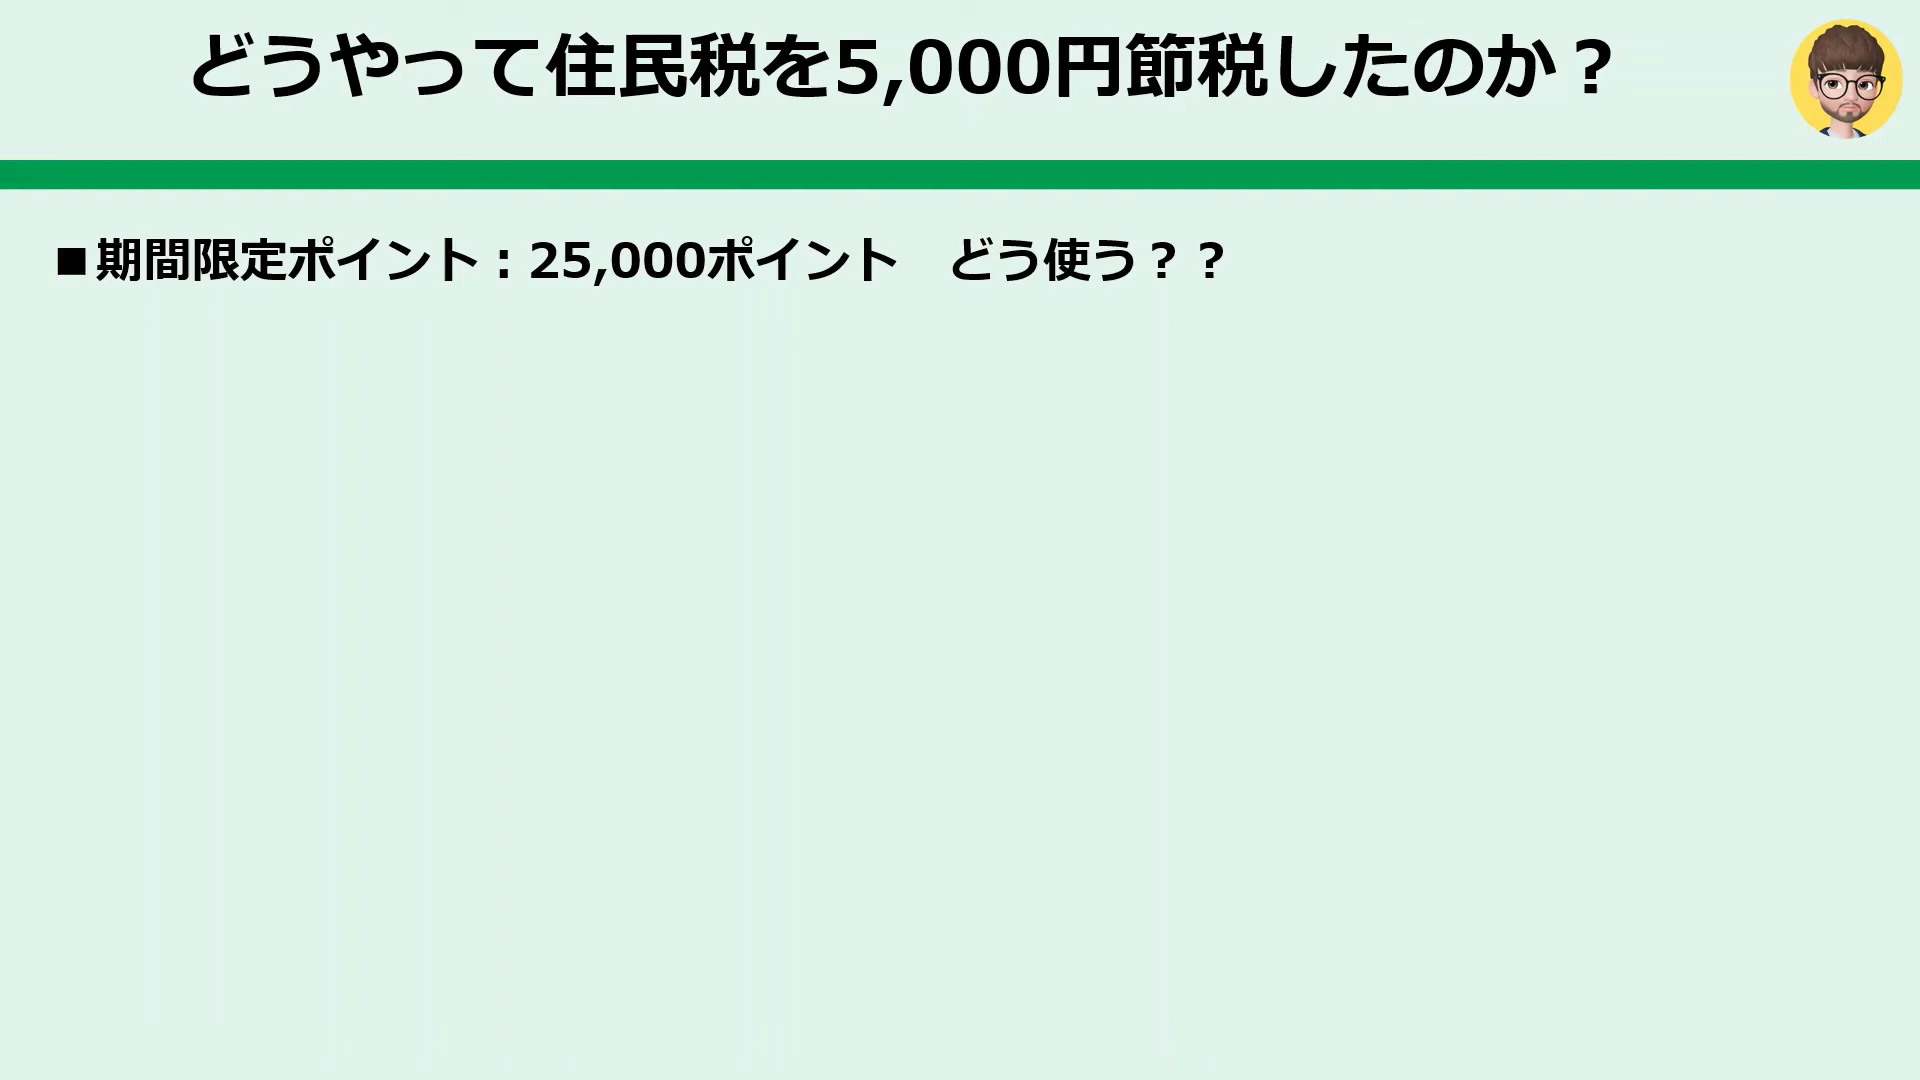 どうやって住民税を5,000円節税したのか？
■期間限定ポイント：25,000ポイント　どう使う？？